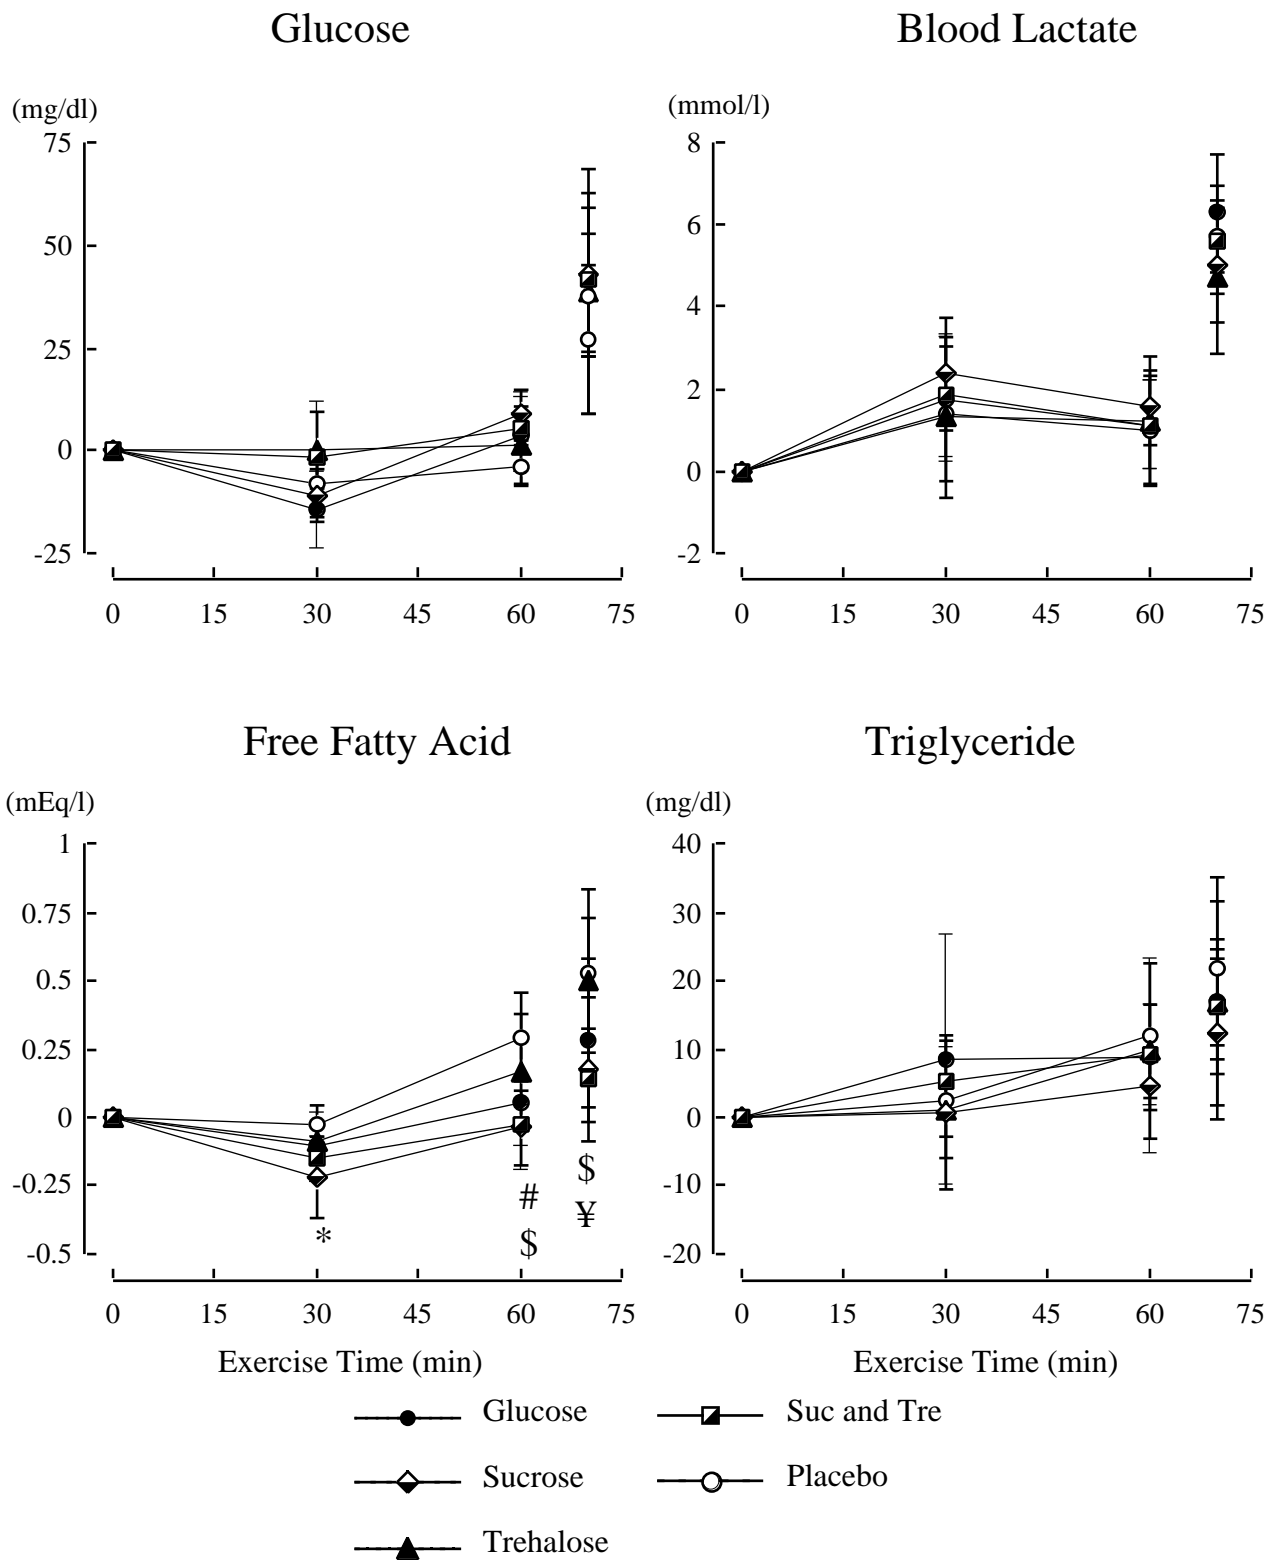 Glucose
Blood Lactate
(mg/dl)
(mmol/l)
75
50
25
0
-25
8
6
4
2
0
-2
0 15 30 45 60 75
0 15 30 45 60 75
Free Fatty Acid
Triglyceride
(mEq/l)
(mg/dl)
1
0.75
0.5
0.25
0
-0.25
-0.5
*
#
$
$
¥
40
30
20
10
0
-10
-20
0 15 30 45 60 75
0 15 30 45 60 75
Exercise Time (min)
Exercise Time (min)
Glucose
Suc and Tre
Sucrose
Placebo
Trehalose